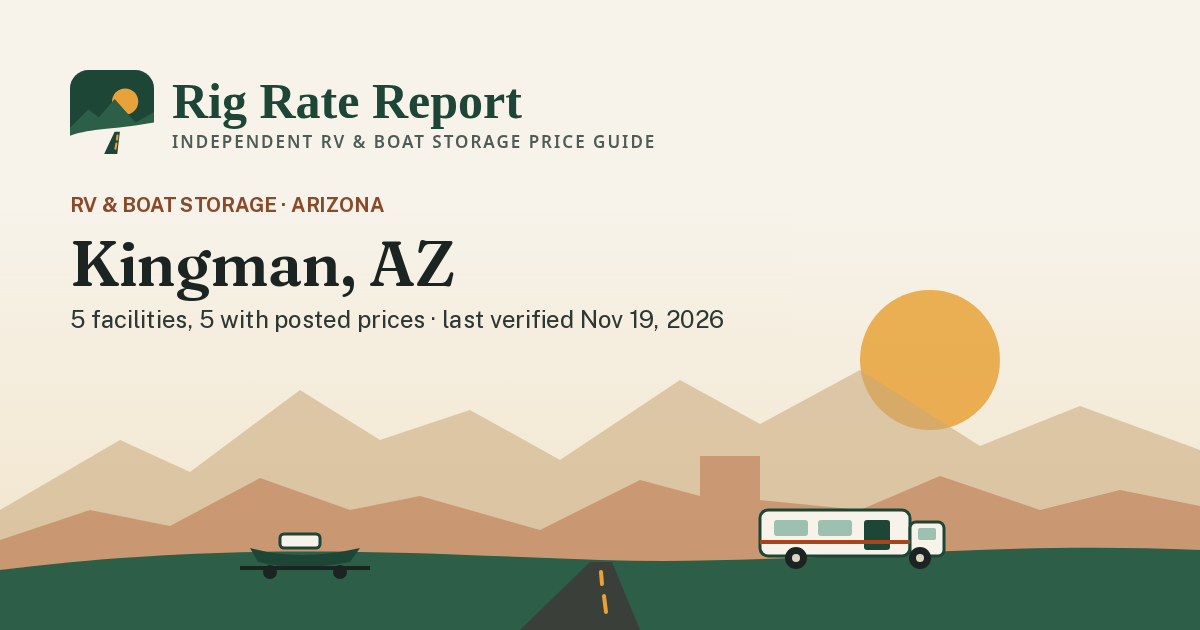 Rig Rate Report
INDEPENDENT RV & BOAT STORAGE PRICE GUIDE
RV & BOAT STORAGE · ARIZONA
Kingman, AZ
5 facilities, 5 with posted prices · last verified Nov 19, 2026